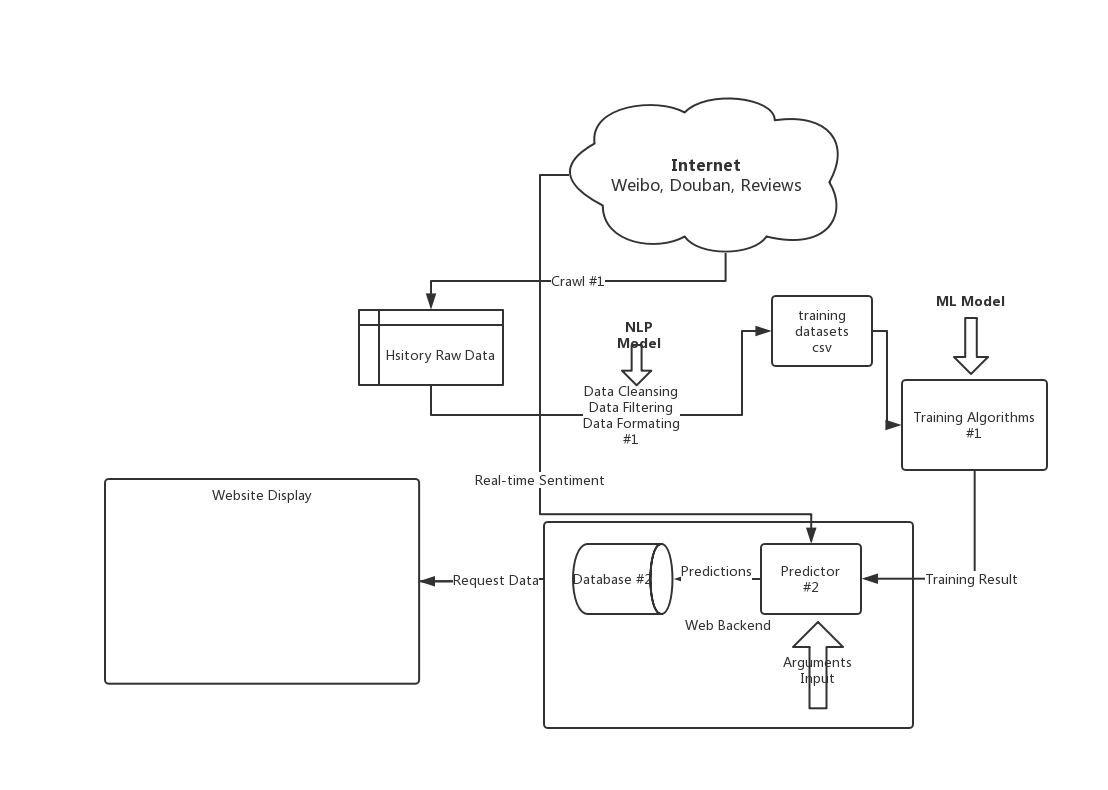 Internet
Weibo, Douban, Reviews
Crawl #1
Hsitory Raw Data
NLP
Model
training
datasets
csv
ML Model
Data Cleansing
Data Filtering
Data Formating
#1
Training Algorithms
#1
Real-time Sentiment
Website Display
Request Data
Database #2
Predictions
Predictor
#2
Training Result
Web Backend
Arguments
Input